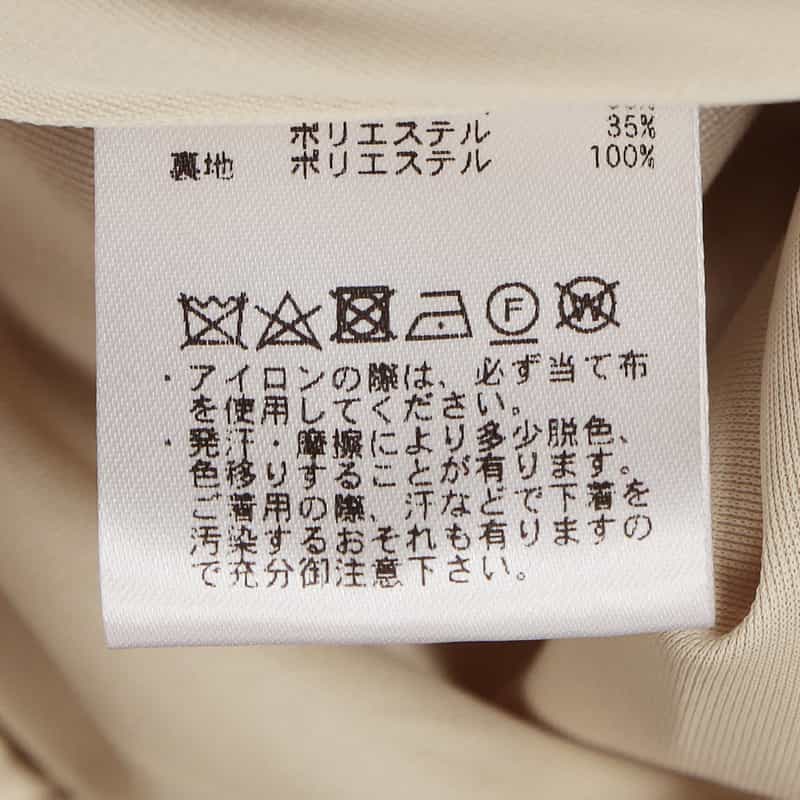 ポリエステル 35%
裏地 ポリエステル 100%
F W
・アイロンの際は、必ず当て布
を使用してください。
・発汗・摩擦により多少脱色、
色移りすることが有ります。
ご着用の際、汗などで下着を
汚染するおそれも有りますの
で充分御注意下さい。